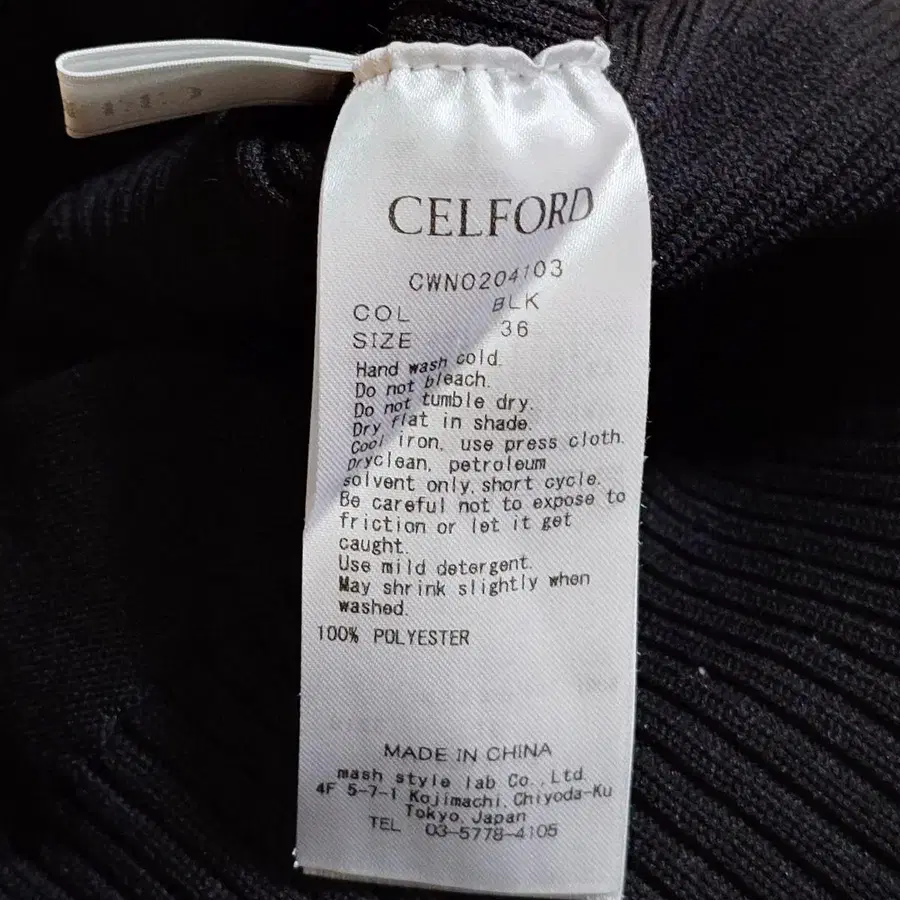 CELFORD
CWNO204103
COL BLK
SIZE 36
Hand wash cold.
Do not bleach.
Do not tumble dry.
Dry flat in shade.
Cool iron, use press cloth.
Dryclean, petroleum
solvent only, short cycle.
Be careful not to expose to
friction or let it get
caught.
Use mild detergent.
May shrink slightly when
washed.
100% POLYESTER
MADE IN CHINA
mash style lab Co.,Ltd.
4F 5-7-1 Kojimachi,Chiyoda-Ku
Tokyo,Japan
TEL 03-5778-4105